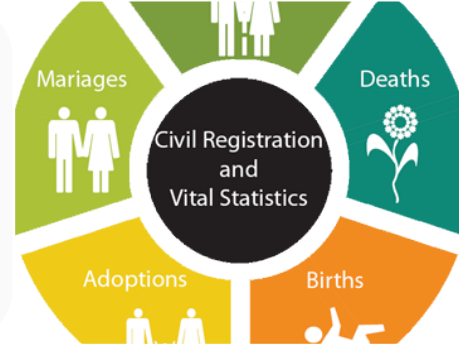 Mariages
Deaths
Civil Registration
and
Vital Statistics
Adoptions
Births